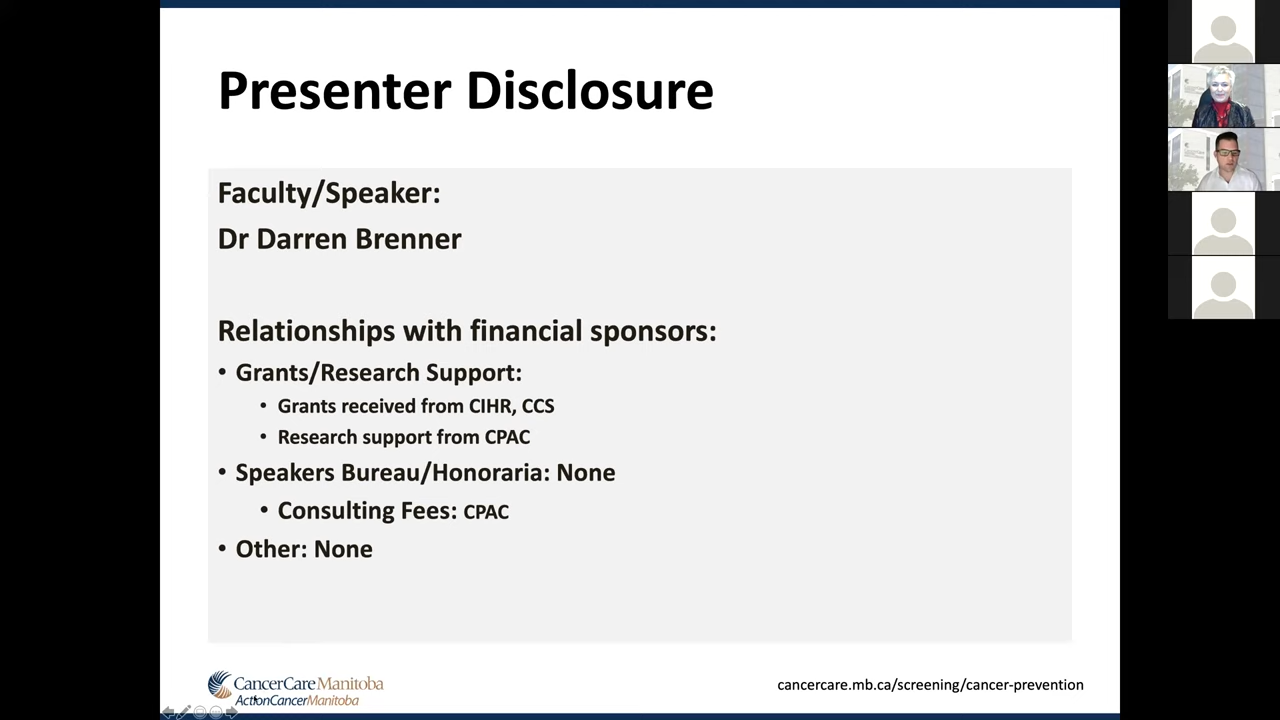 Presenter Disclosure
Faculty/Speaker:
Dr Darren Brenner
Relationships with financial sponsors:
• Grants/Research Support:
• Grants received from CIHR, CCS
• Research support from CPAC
• Speakers Bureau/Honoraria: None
• Consulting Fees: CPAC
• Other: None
CancerCare Manitoba
ActionCancerManitoba
cancercare.mb.ca/screening/cancer-prevention